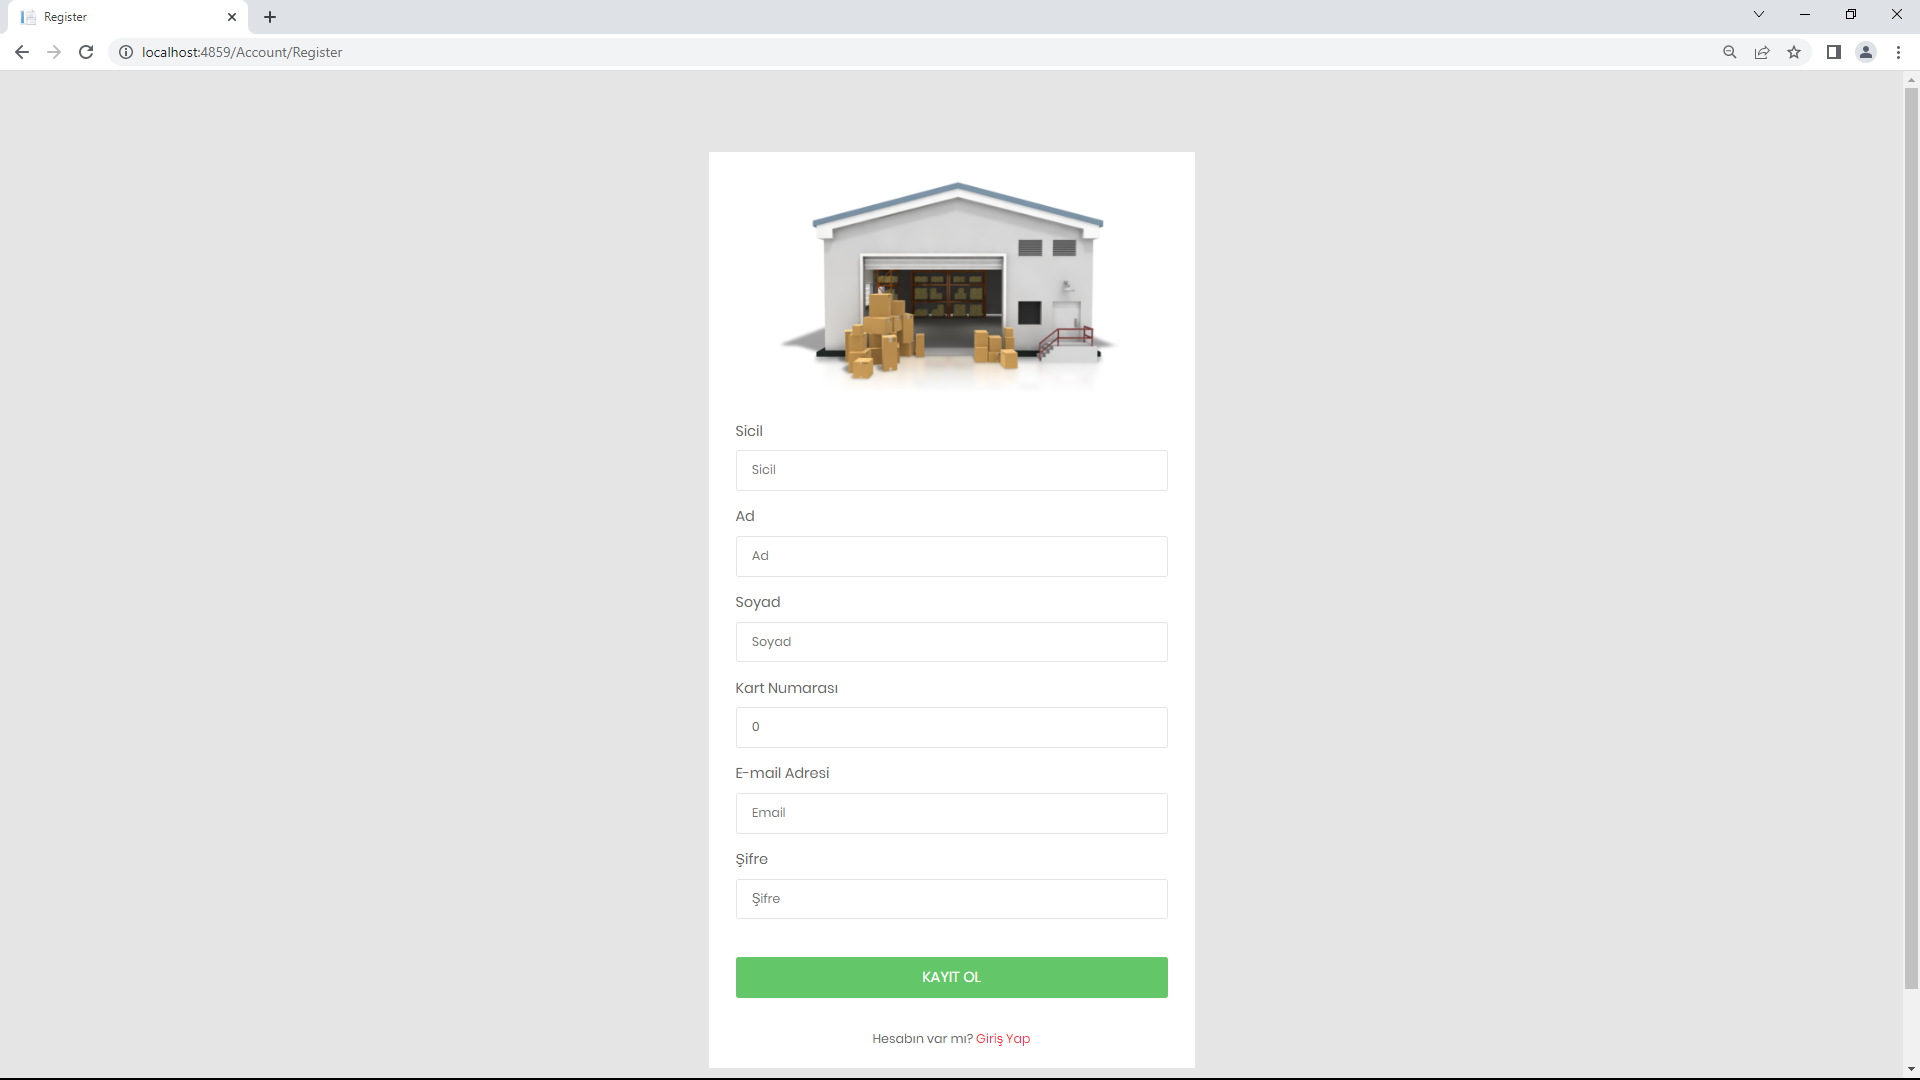 Register
localhost:4859/Account/Register
Sicil
Sicil
Ad
Ad
Soyad
Soyad
Kart Numarası
0
E-mail Adresi
Email
Şifre
Şifre
KAYIT OL
Hesabın var mı? Giriş Yap